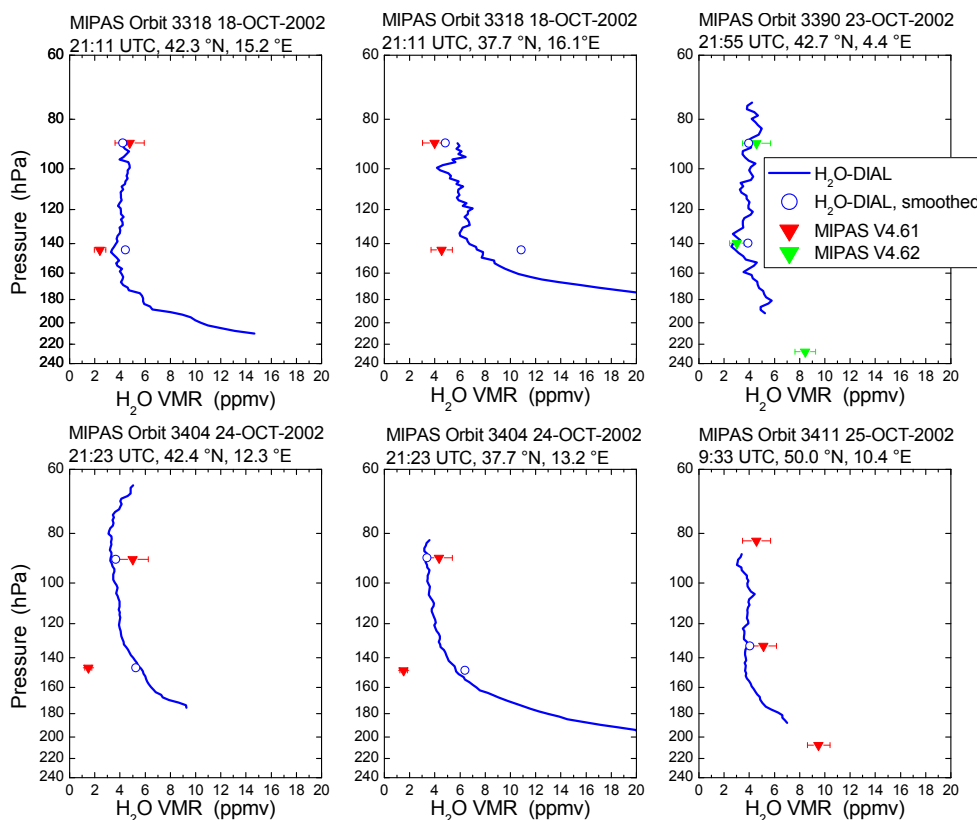 MIPAS Orbit 3318 18-OCT-2002
21:11 UTC, 42.3 °N, 15.2 °E
60
80
100
120
140
160
180
200
220
240
0 2 4 6 8 10 12 14 16 18 20
Pressure (hPa)
H2O VMR (ppmv)
MIPAS Orbit 3318 18-OCT-2002
21:11 UTC, 37.7 °N, 16.1°E
60
80
100
120
140
160
180
200
220
240
0 2 4 6 8 10 12 14 16 18 20
H2O VMR (ppmv)
MIPAS Orbit 3390 23-OCT-2002
21:55 UTC, 42.7 °N, 4.4 °E
60
80
100
120
140
160
180
200
220
240
0 2 4 6 8 10 12 14 16 18 20
H2O VMR (ppmv)
H2O-DIAL
H2O-DIAL, smoothed
MIPAS V4.61
MIPAS V4.62
MIPAS Orbit 3404 24-OCT-2002
21:23 UTC, 42.4 °N, 12.3 °E
60
80
100
120
140
160
180
200
220
240
0 2 4 6 8 10 12 14 16 18 20
Pressure (hPa)
H2O VMR (ppmv)
MIPAS Orbit 3404 24-OCT-2002
21:23 UTC, 37.7 °N, 13.2 °E
60
80
100
120
140
160
180
200
220
240
0 2 4 6 8 10 12 14 16 18 20
H2O VMR (ppmv)
MIPAS Orbit 3411 25-OCT-2002
9:33 UTC, 50.0 °N, 10.4 °E
60
80
100
120
140
160
180
200
220
240
0 2 4 6 8 10 12 14 16 18 20
H2O VMR (ppmv)